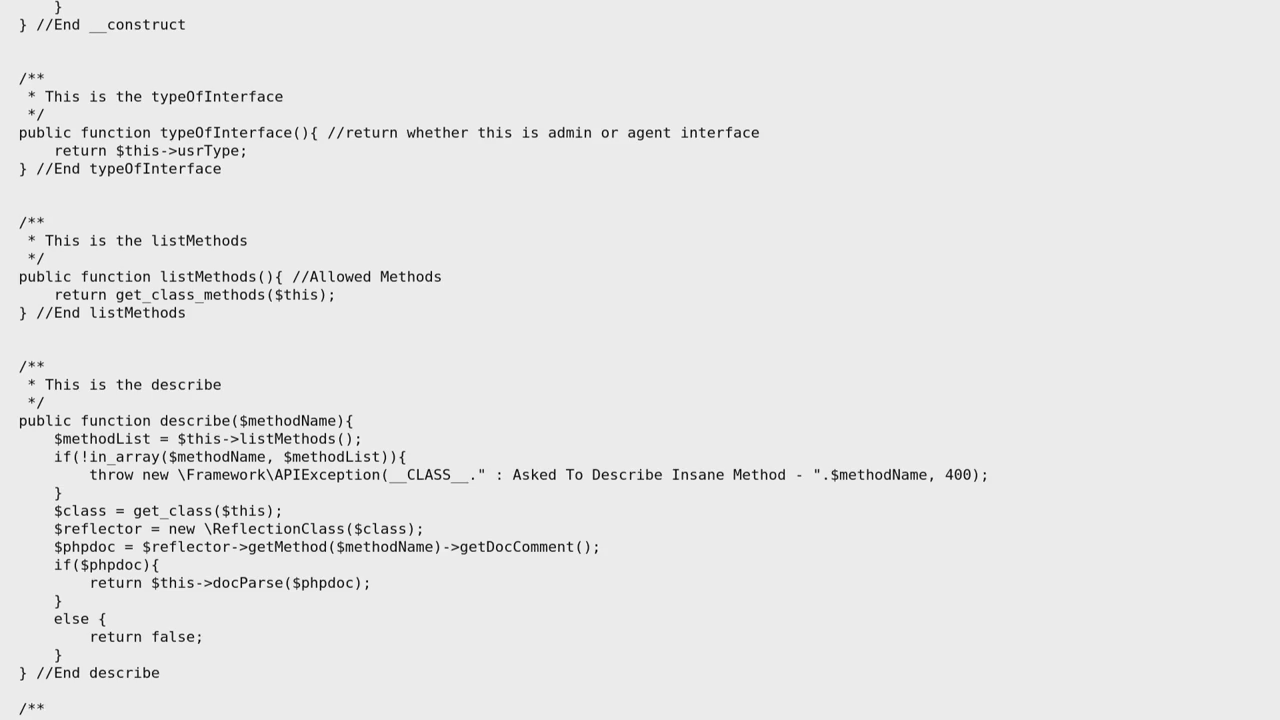 }
} //End __construct
/**
 * This is the typeOfInterface
 */
public function typeOfInterface(){ //return whether this is admin or agent interface
    return $this->usrType;
} //End typeOfInterface
/**
 * This is the listMethods
 */
public function listMethods(){ //Allowed Methods
    return get_class_methods($this);
} //End listMethods
/**
 * This is the describe
 */
public function describe($methodName){
    $methodList = $this->listMethods();
    if(!in_array($methodName, $methodList)){
        throw new \Framework\APIException(__CLASS__." : Asked To Describe Insane Method - ".$methodName, 400);
    }
    $class = get_class($this);
    $reflector = new \ReflectionClass($class);
    $phpdoc = $reflector->getMethod($methodName)->getDocComment();
    if($phpdoc){
        return $this->docParse($phpdoc);
    }
    else {
        return false;
    }
} //End describe
/**